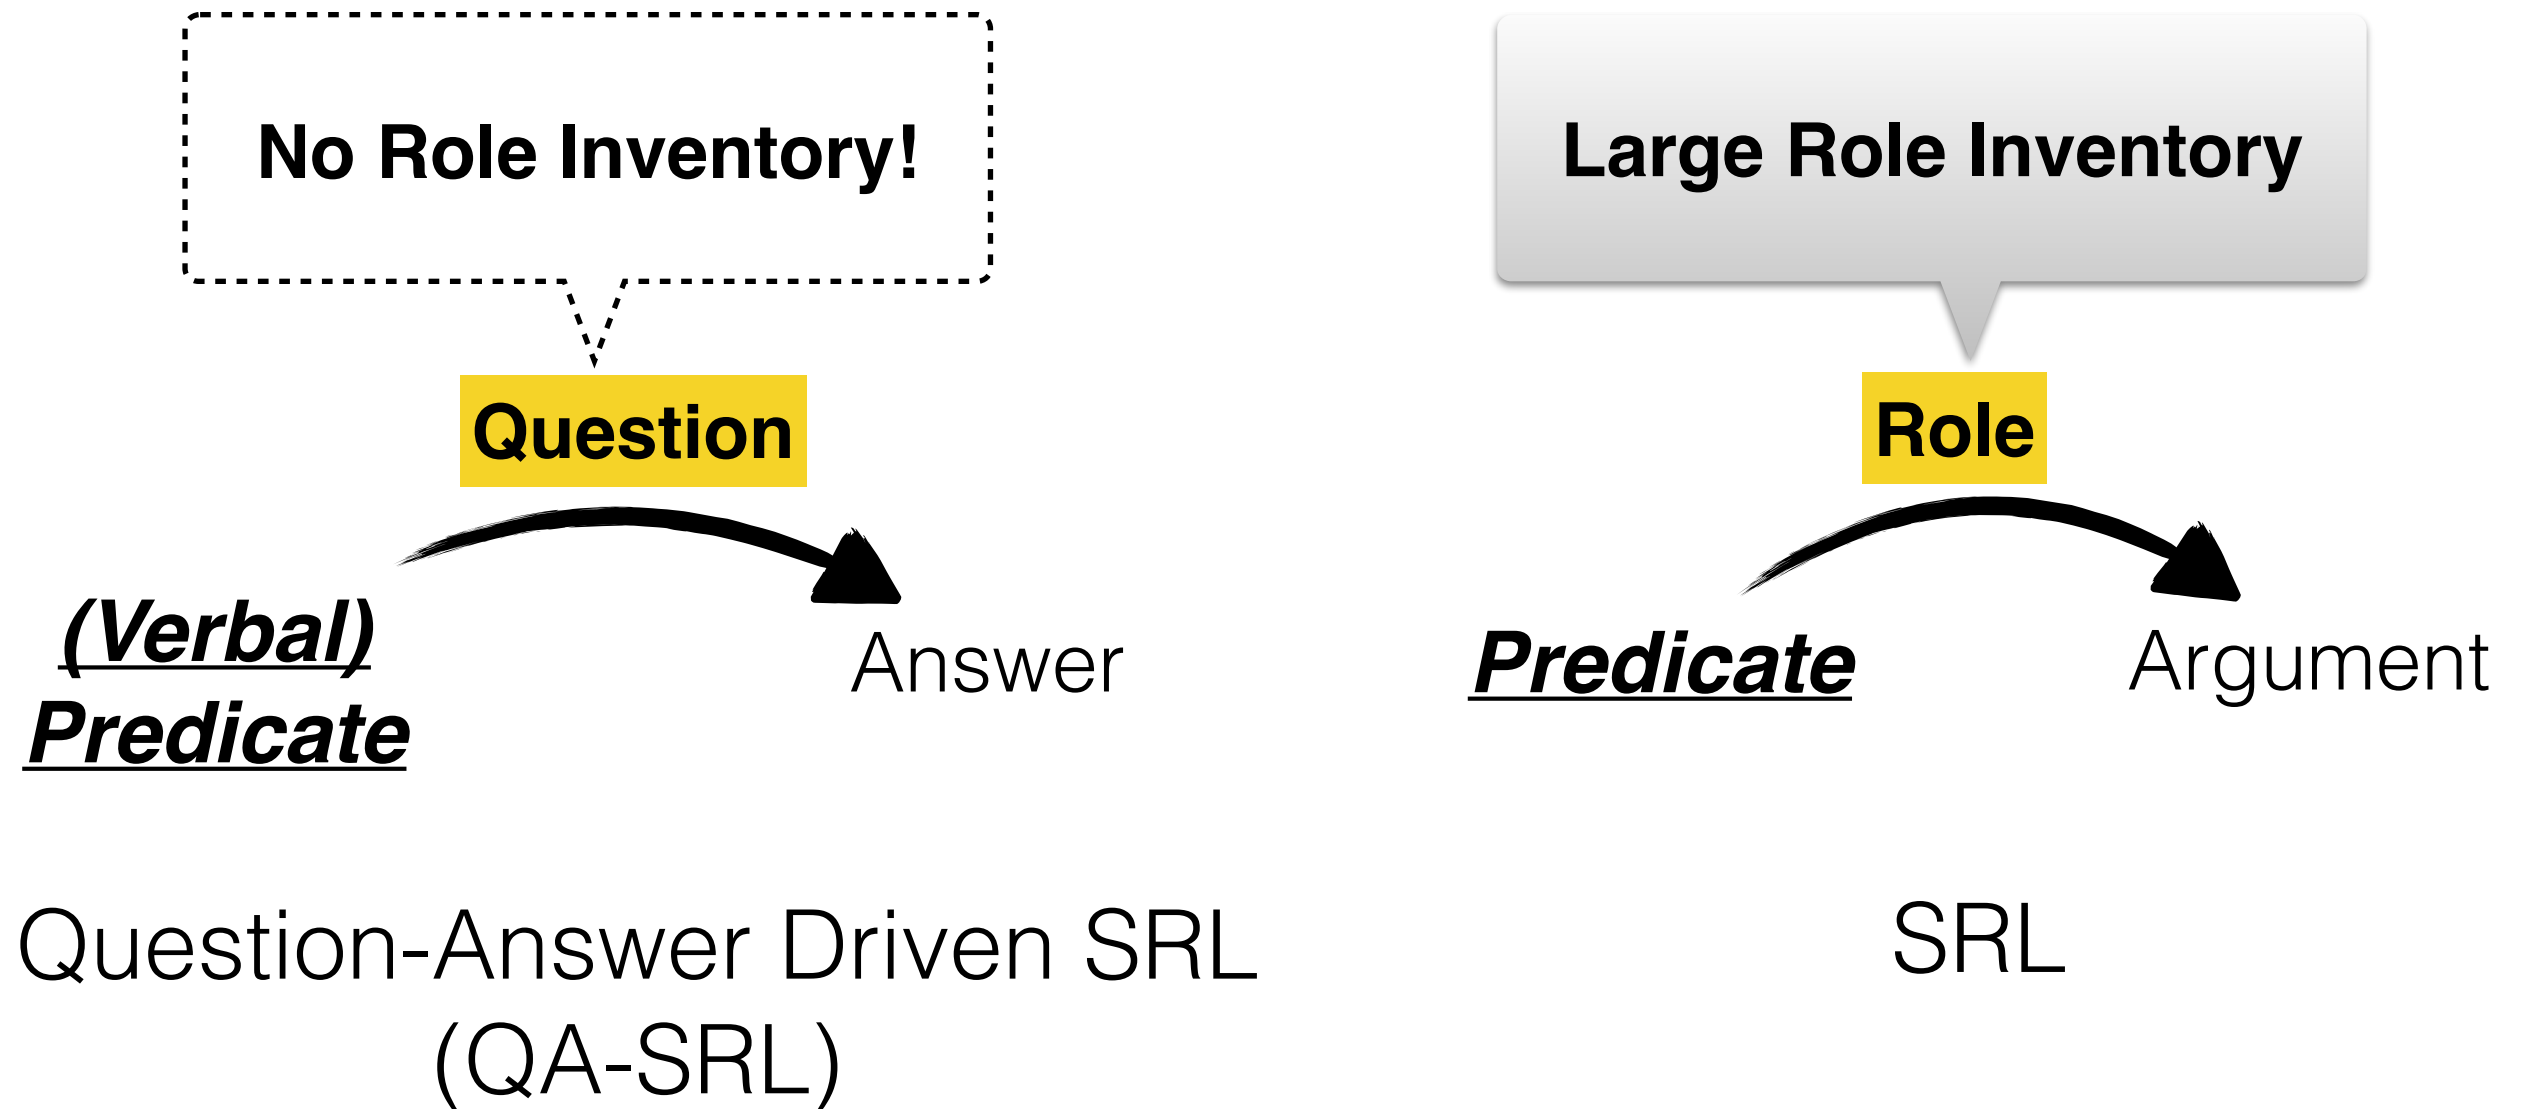 No Role Inventory!
Question
(Verbal)
Predicate
Answer
Question-Answer Driven SRL
(QA-SRL)
Large Role Inventory
Role
Predicate
Argument
SRL